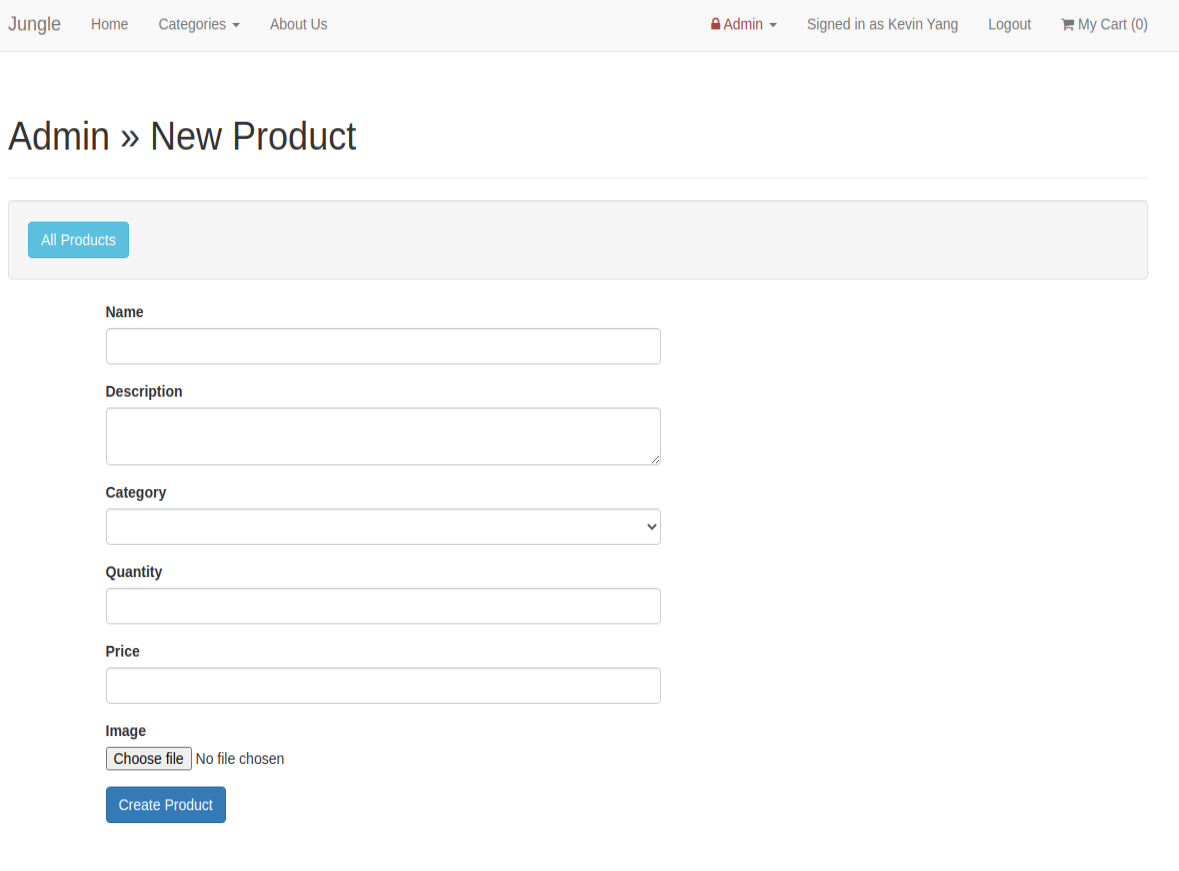 Jungle Home Categories About Us Admin Signed in as Kevin Yang Logout My Cart (0)
Admin » New Product
All Products
Name
Description
Category
Quantity
Price
Image
Choose file No file chosen
Create Product